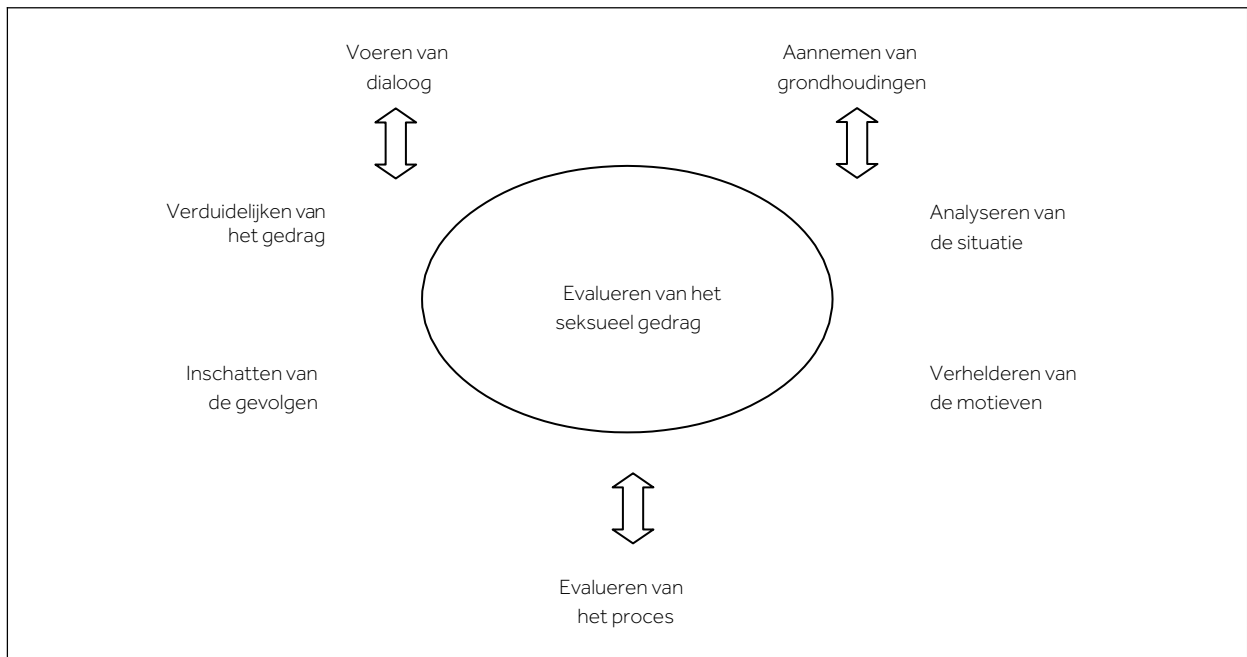 Voeren van
dialoog
Aannemen van
grondhoudingen
Verduidelijken van
het gedrag
Analyseren van
de situatie
Evalueren van het
seksueel gedrag
Inschatten van
de gevolgen
Verhelderen van
de motieven
Evalueren van
het proces